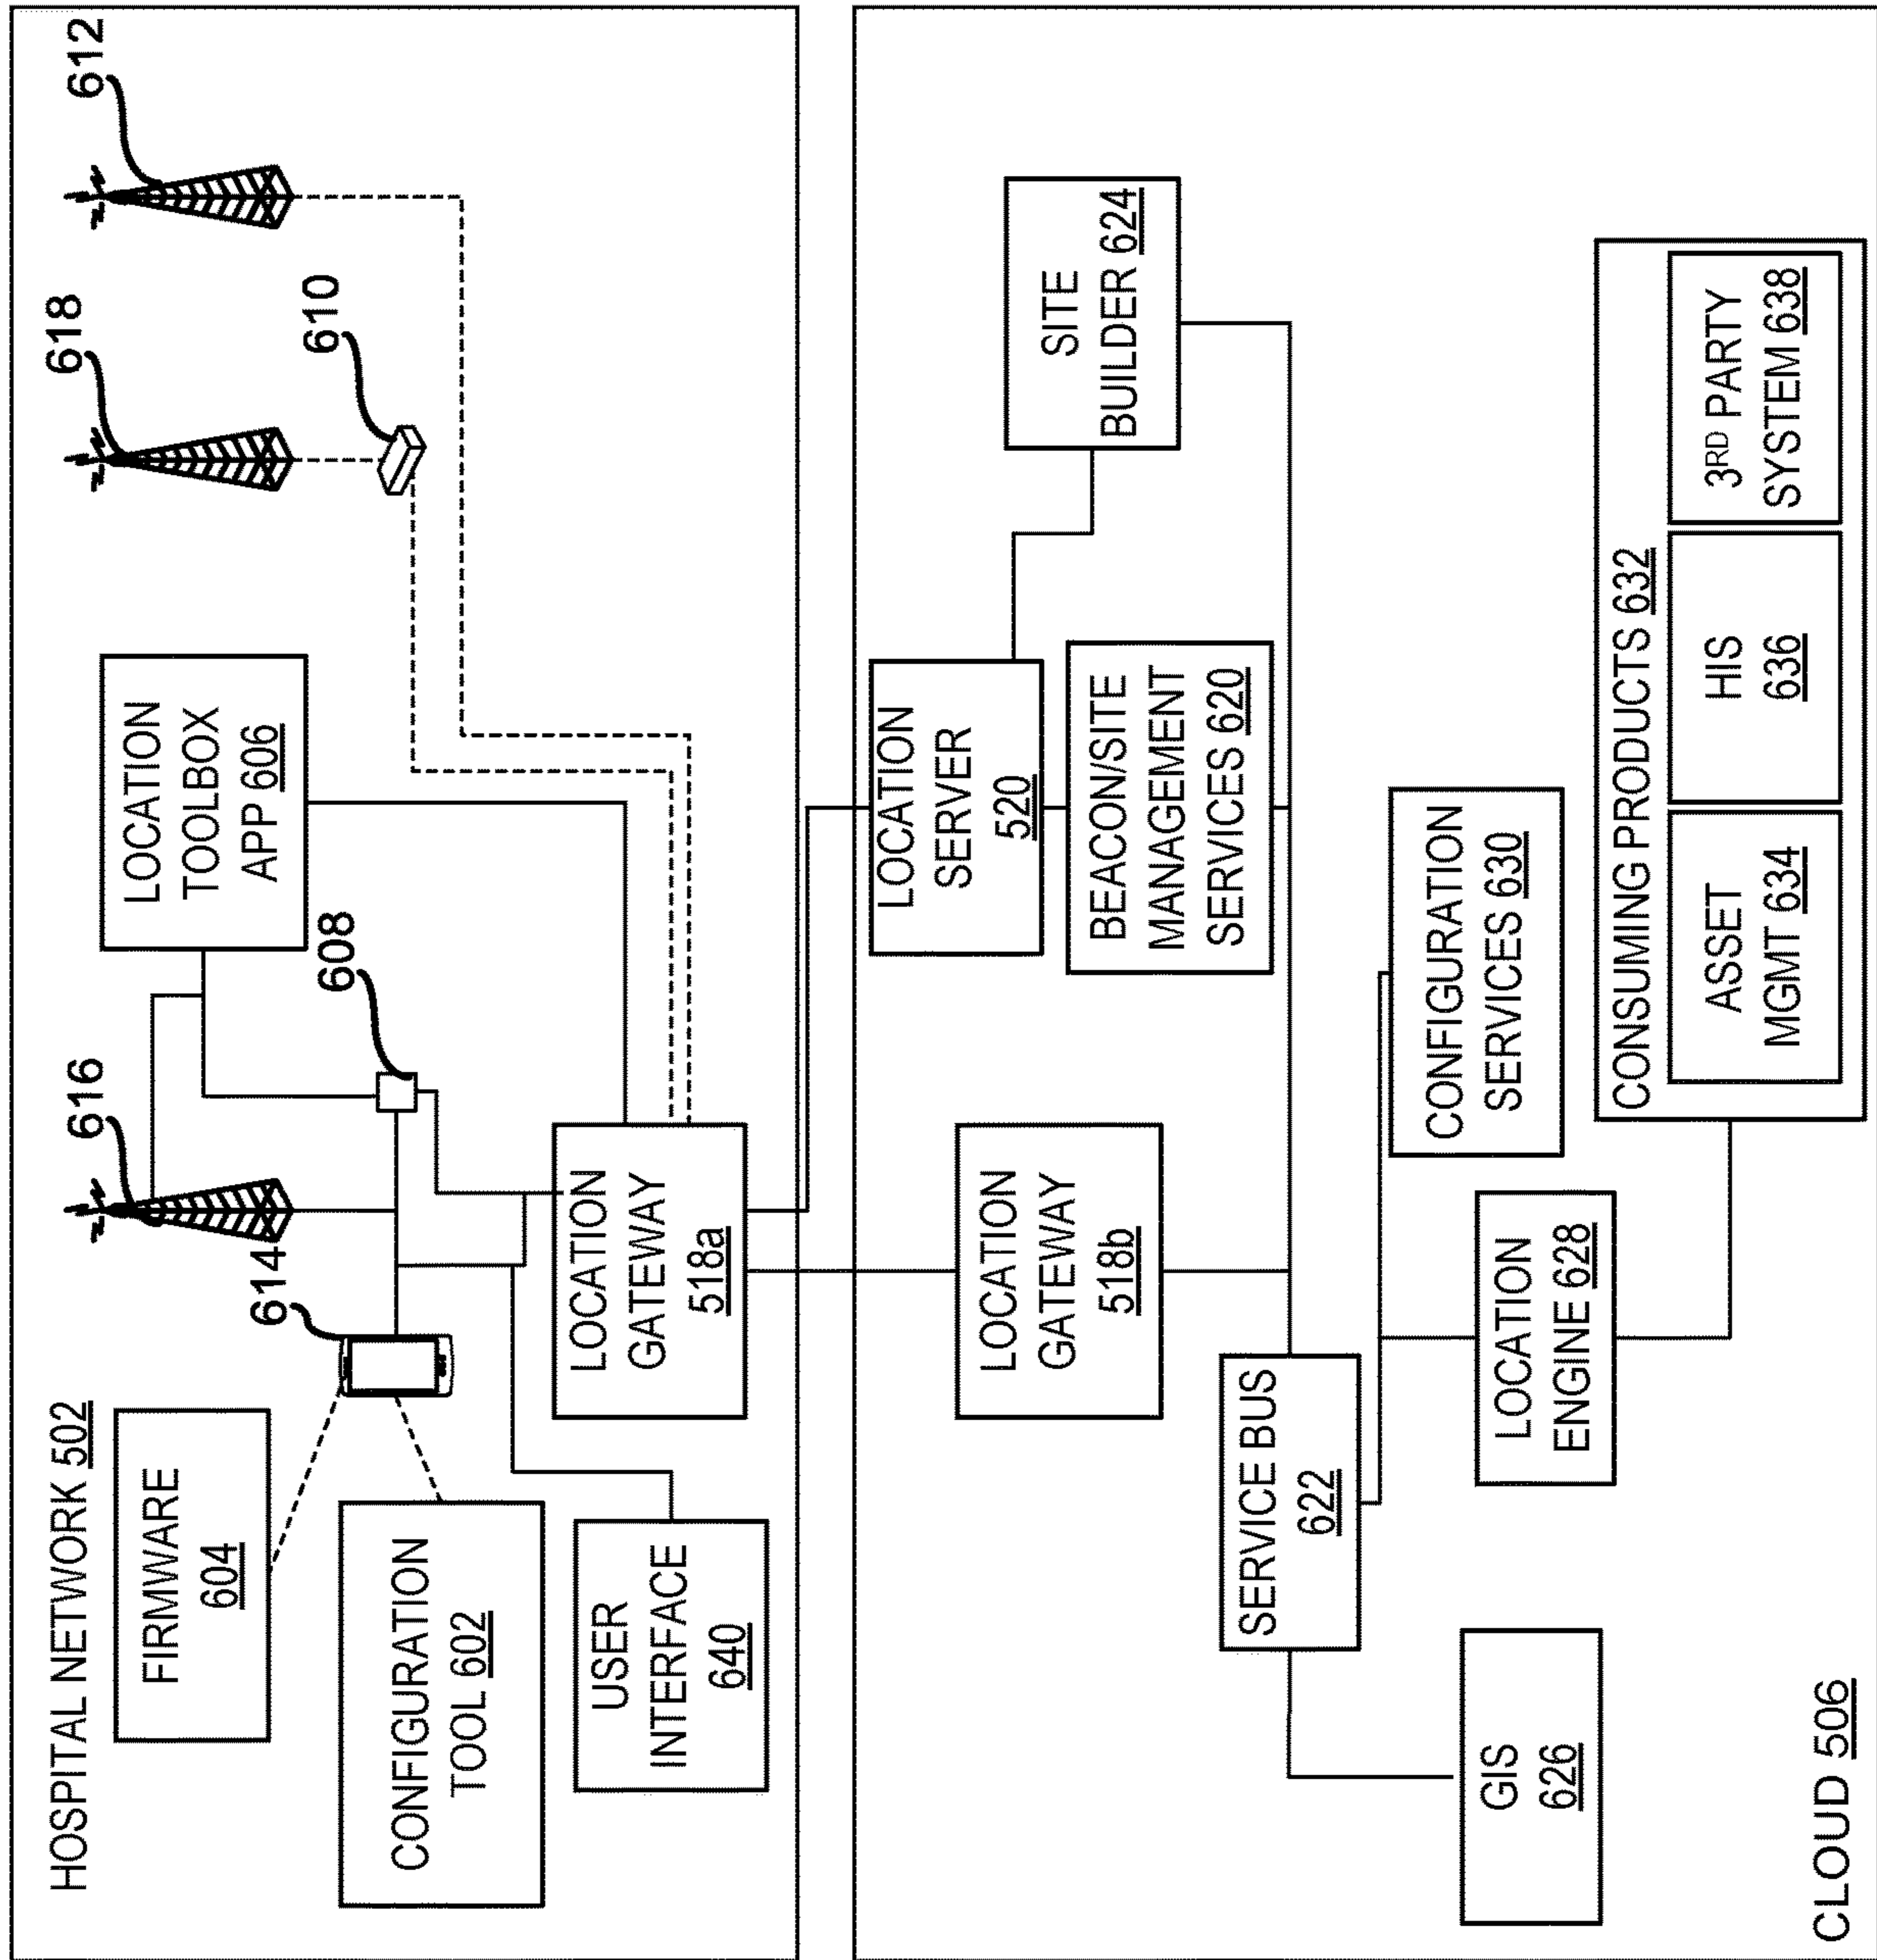 HOSPITAL NETWORK 502
FIRMWARE
604
CONFIGURATION
TOOL 602
USER
INTERFACE
640
614
616
608
LOCATION
TOOLBOX
APP 606
618
610
612
LOCATION
GATEWAY
518a
LOCATION
GATEWAY
518b
LOCATION
SERVER
520
BEACON/SITE
MANAGEMENT
SERVICES 620
SITE
BUILDER 624
SERVICE BUS
622
GIS
626
LOCATION
ENGINE 628
CONFIGURATION
SERVICES 630
CONSUMING PRODUCTS 632
ASSET
MGMT 634
HIS
636
3RD PARTY
SYSTEM 638
CLOUD 506